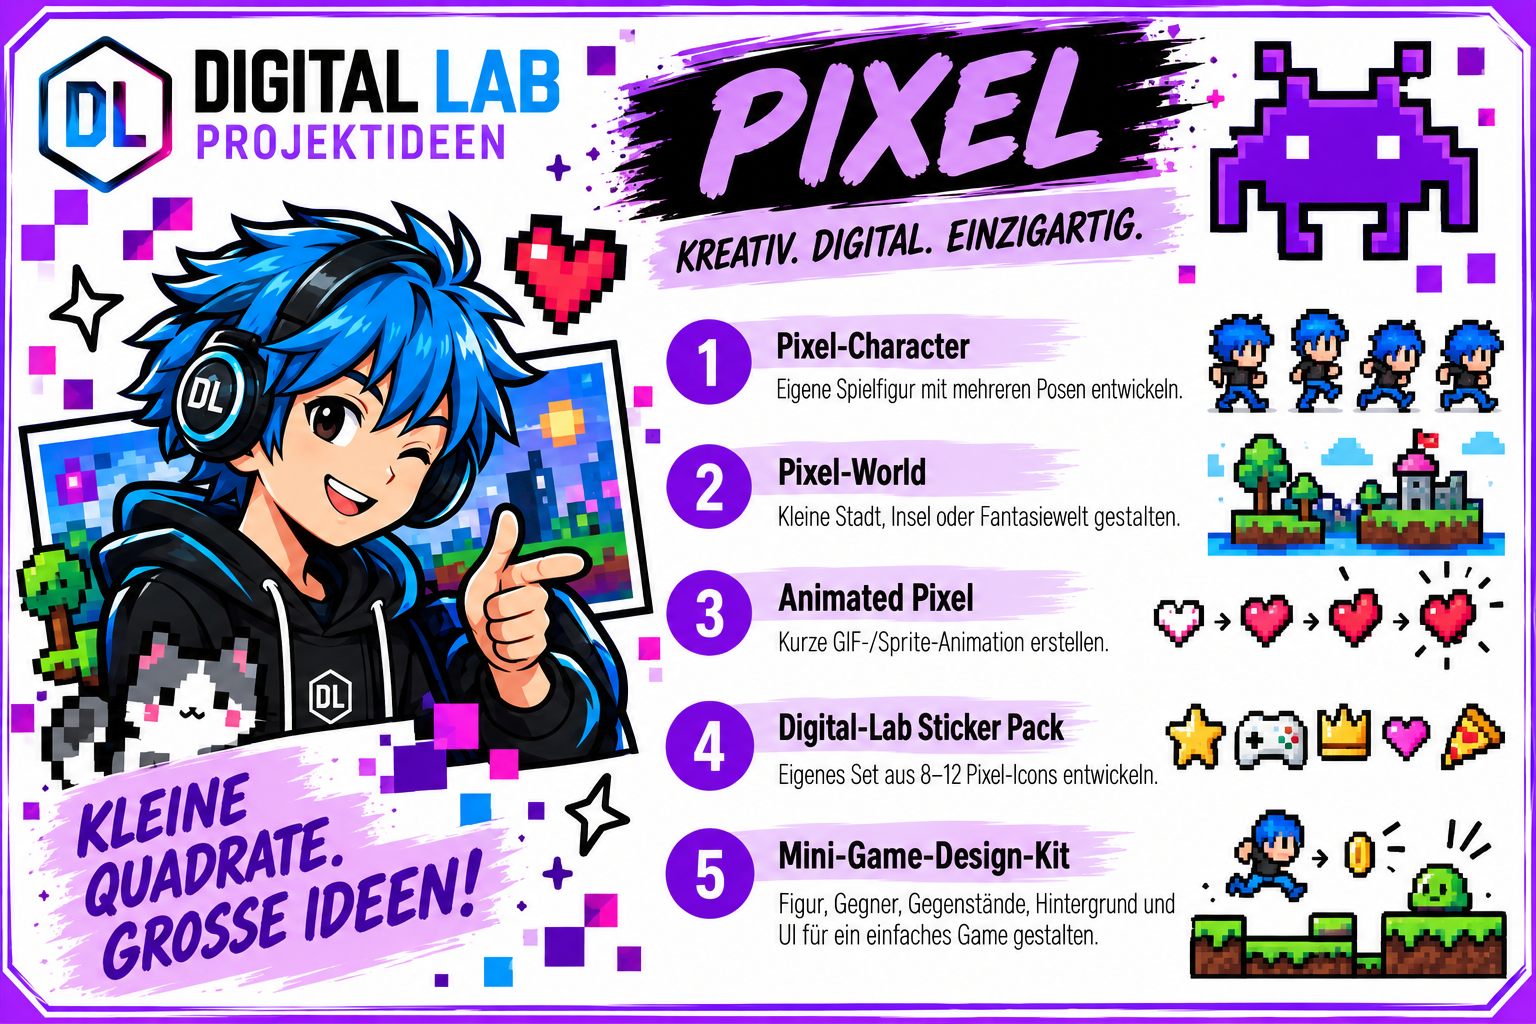 DL
DIGITAL LAB
PROJEKTIDEEN
PIXEL
KREATIV. DIGITAL. EINZIGARTIG.
DL
DL
KLEINE
QUADRATE.
GROSSE IDEEN!
1
Pixel-Character
Eigene Spielfigur mit mehreren Posen entwickeln.
2
Pixel-World
Kleine Stadt, Insel oder Fantasiewelt gestalten.
3
Animated Pixel
Kurze GIF-/Sprite-Animation erstellen.
4
Digital-Lab Sticker Pack
Eigenes Set aus 8–12 Pixel-Icons entwickeln.
5
Mini-Game-Design-Kit
Figur, Gegner, Gegenstände, Hintergrund und
UI für ein einfaches Game gestalten.